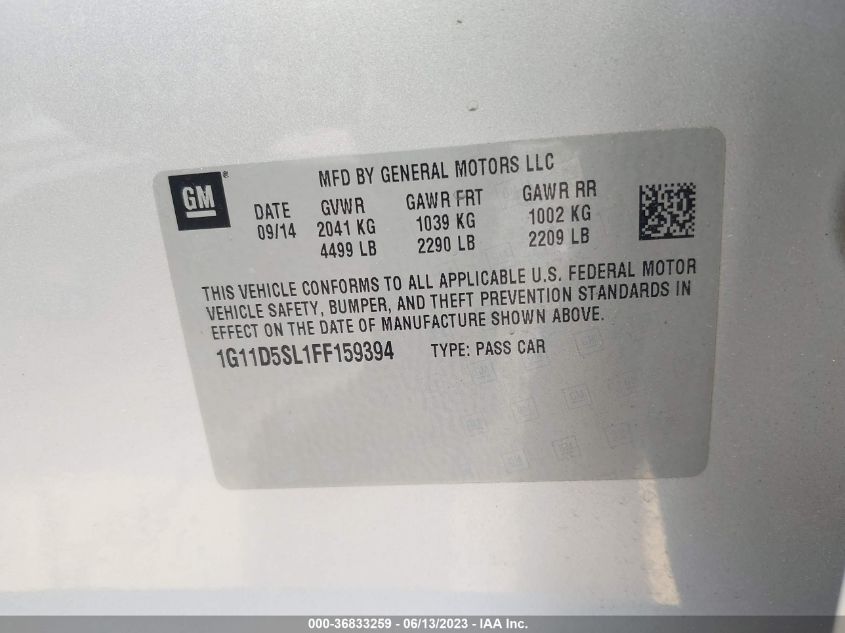 GM®
MFD BY GENERAL MOTORS LLC
DATE GVWR GAWR FRT GAWR RR
09/14 2041 KG 1039 KG 1002 KG
4499 LB 2290 LB 2209 LB
THIS VEHICLE CONFORMS TO ALL APPLICABLE U.S. FEDERAL MOTOR
VEHICLE SAFETY, BUMPER, AND THEFT PREVENTION STANDARDS IN
EFFECT ON THE DATE OF MANUFACTURE SHOWN ABOVE.
1G11D5SL1FF159394 TYPE: PASS CAR
000-36833259 - 06/13/2023 - IAA Inc.